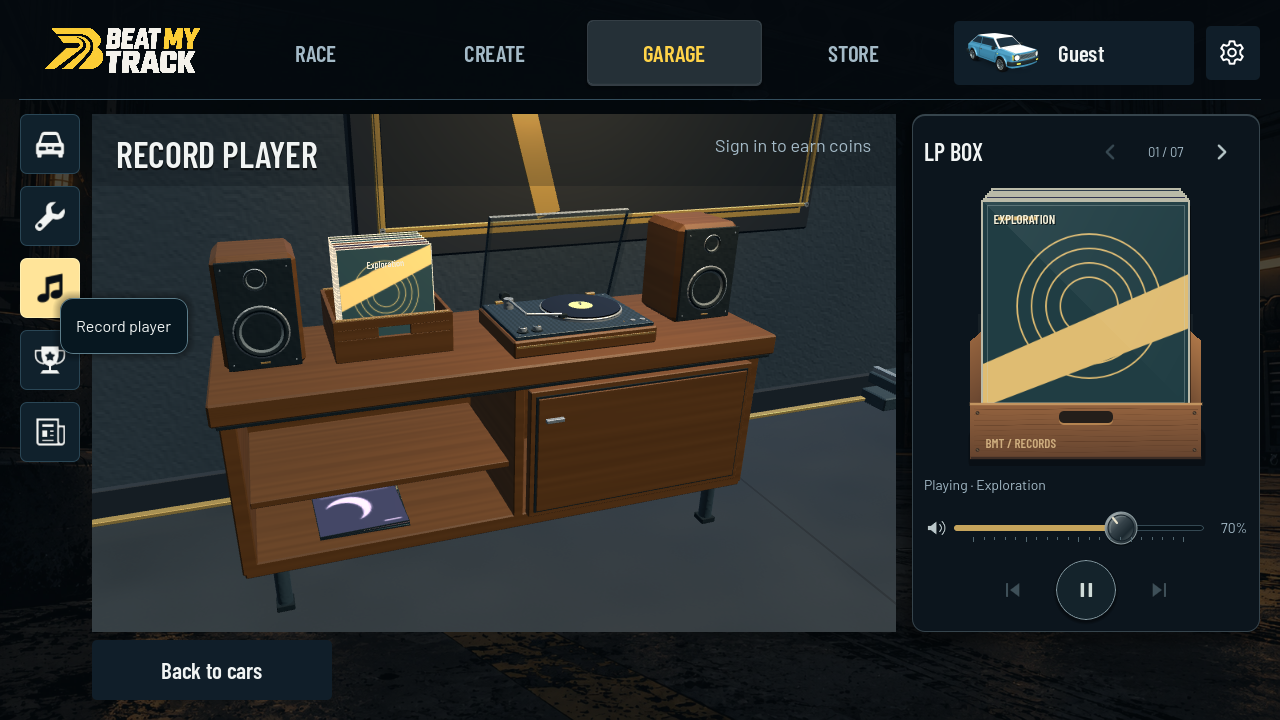 BEAT MY TRACK
RACE
CREATE
GARAGE
STORE
Guest
RECORD PLAYER
Sign in to earn coins
LP BOX
01 / 07
EXPLORATION
Exploration
Record player
BMT / RECORDS
Playing · Exploration
70%
Back to cars